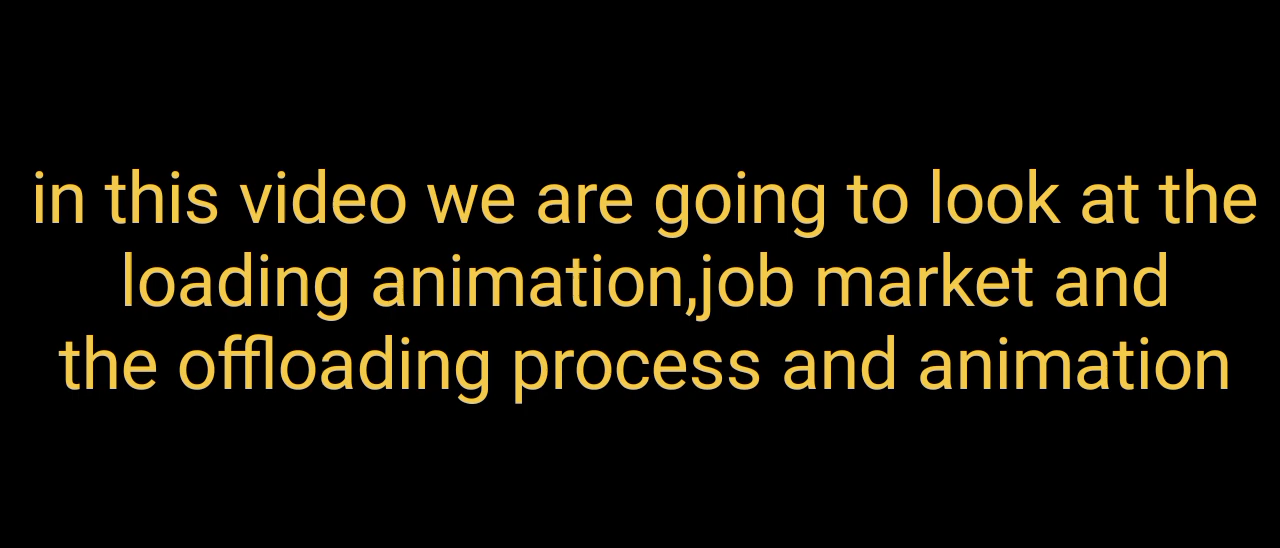 in this video we are going to look at the
loading animation,job market and
the offloading process and animation